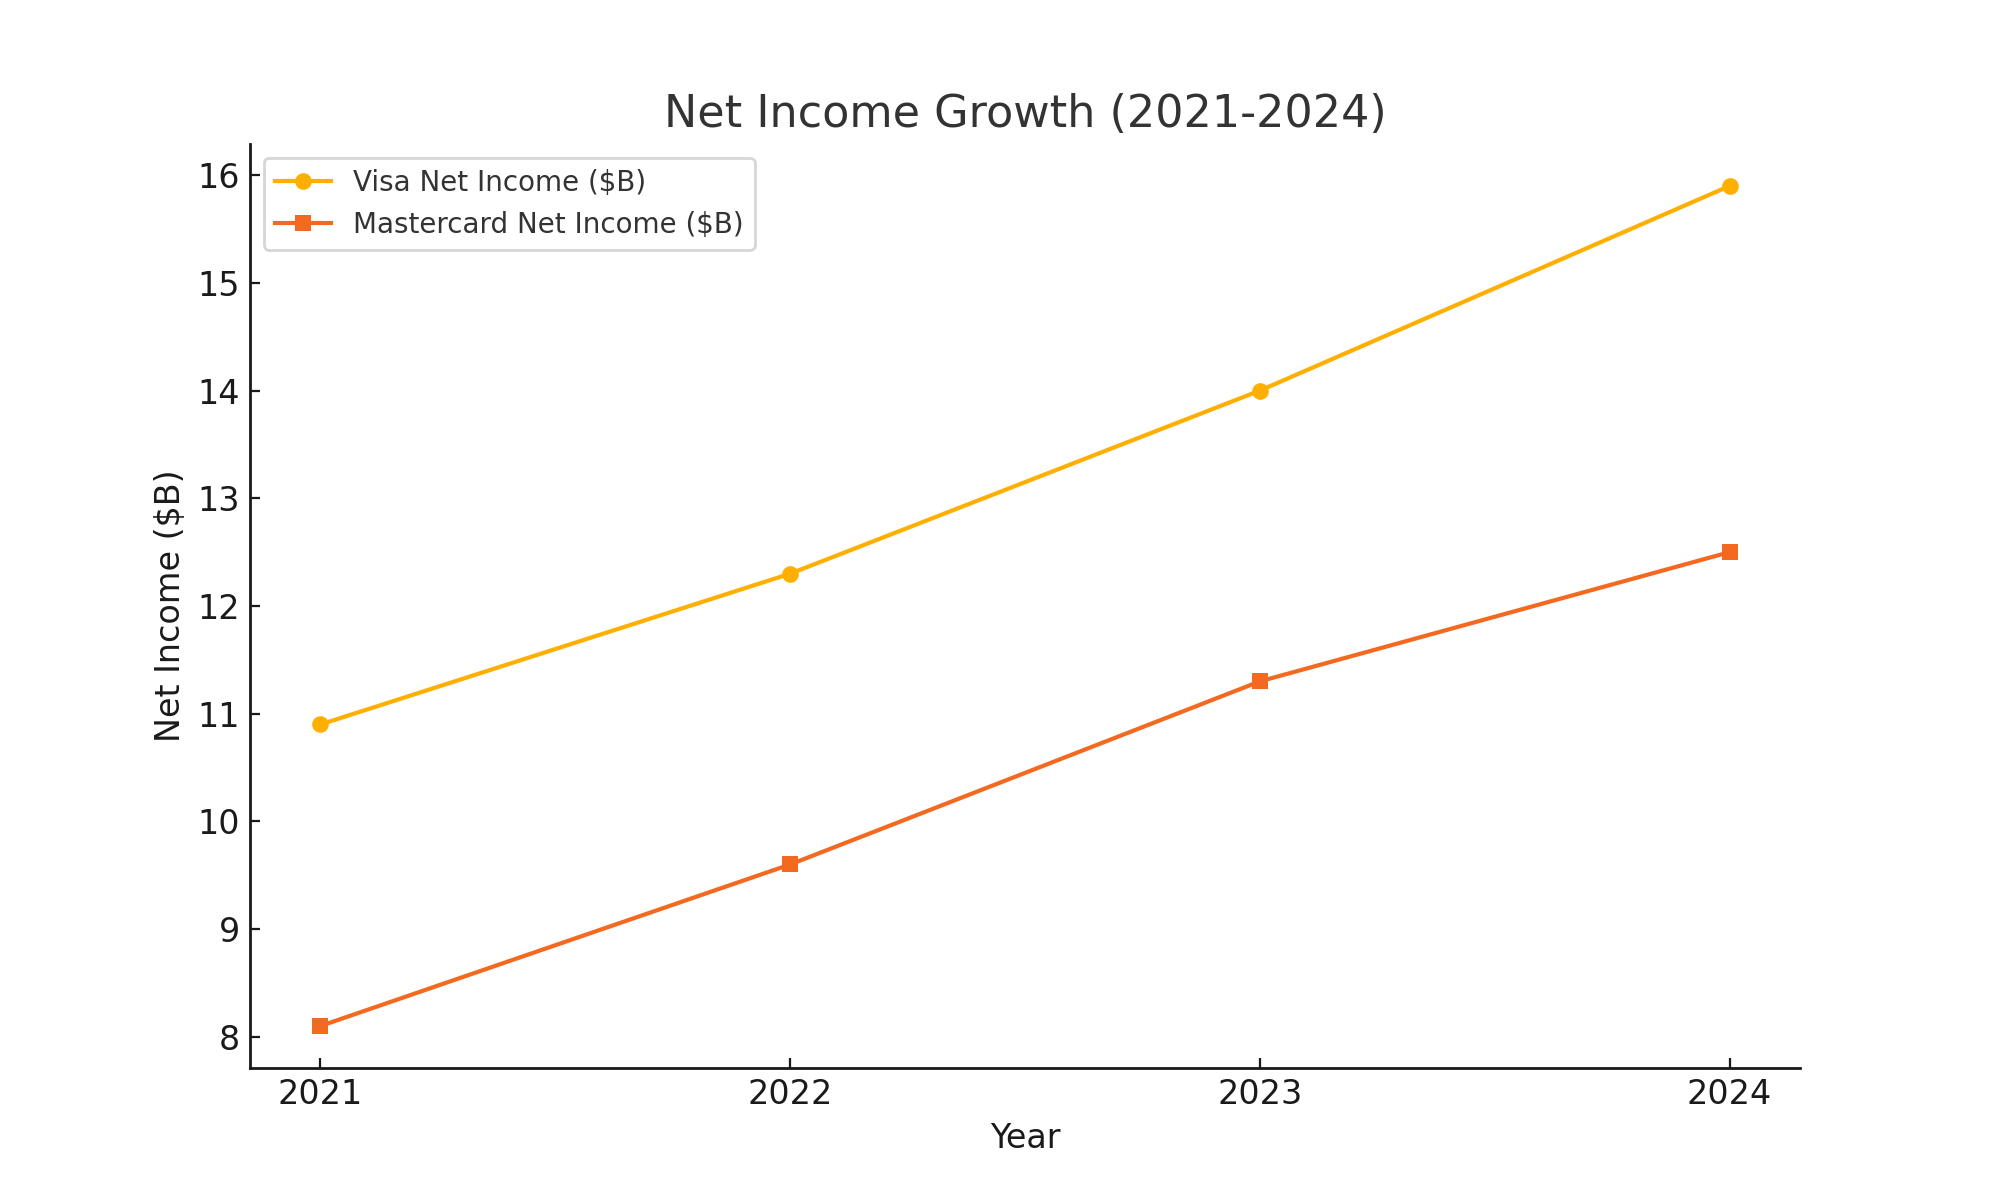 Net Income Growth (2021-2024)
Visa Net Income ($B)
Mastercard Net Income ($B)
Net Income ($B)
16
15
14
13
12
11
10
9
8
2021 2022 2023 2024
Year